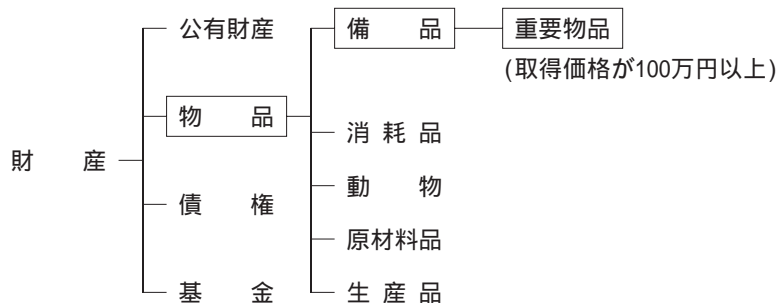 公有財産
備　品
重要物品
(取得価格が100万円以上)
物　品
消耗品
財　産
動　物
債　権
原材料品
基　金
生産品